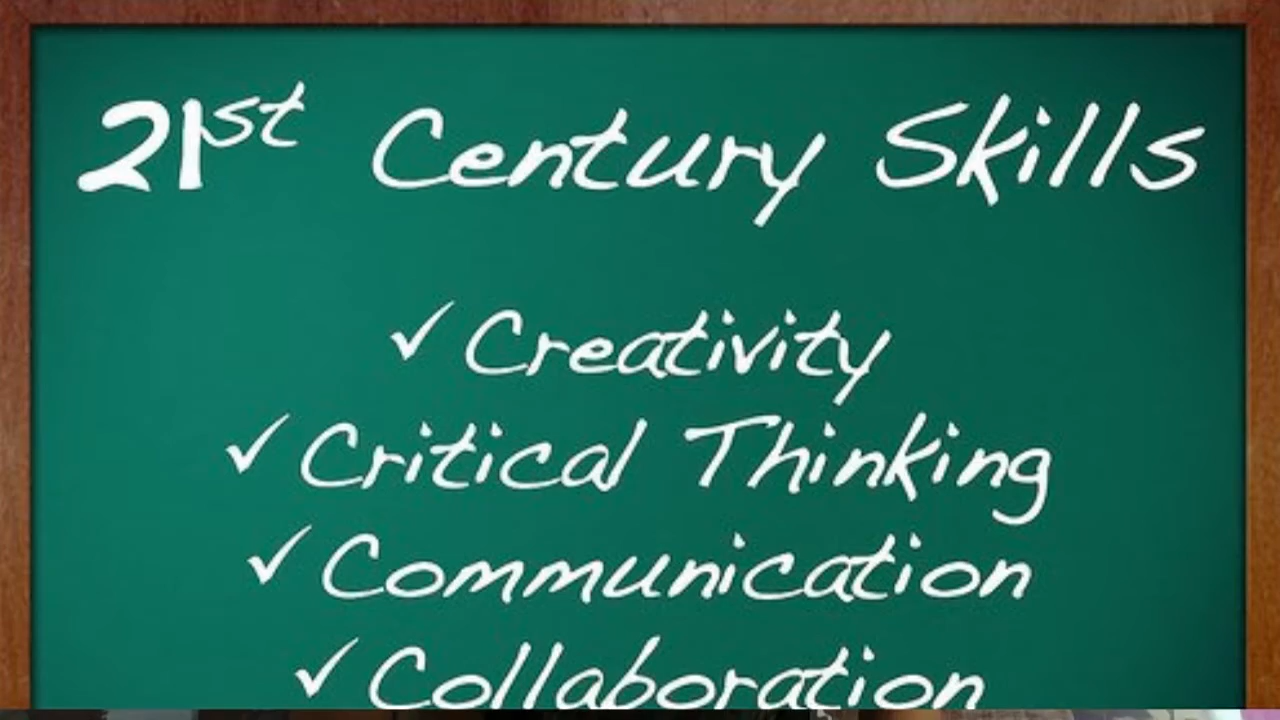 21st Century Skills
✓ Creativity
✓ Critical Thinking
✓ Communication
✓ Collaboration